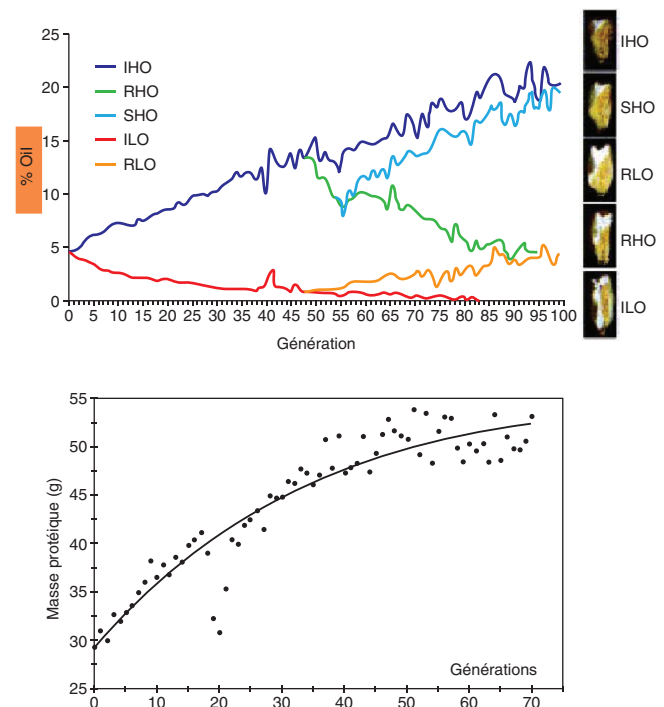 25
20
15
10
5
0
% Oil
IHO
RHO
SHO
ILO
RLO
0 5 10 15 20 25 30 35 40 45 50 55 60 65 70 75 80 85 90 95 100
Génération
IHO
SHO
RLO
RHO
ILO
55
50
45
40
35
30
25
Masse protéique (g)
Générations
0 10 20 30 40 50 60 70